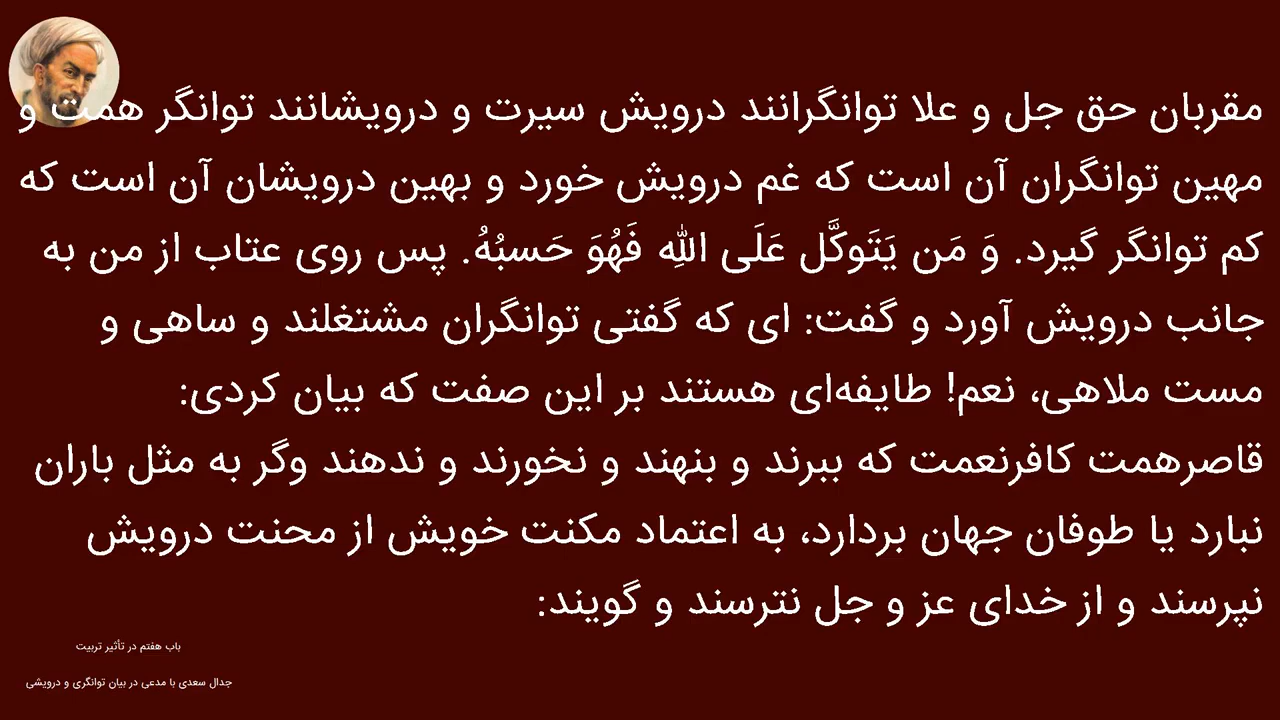 مقربان حق جل و علا توانگرانند درویش سیرت و درویشانند توانگر همت و
مهین توانگران آن است که غم درویش خورد و بهین درویشان آن است که
کم توانگر گیرد. وَ مَن یَتَوکَّل عَلَی اللهِ فَهُوَ حَسبُهُ. پس روی عتاب از من به
جانب درویش آورد و گفت: ای که گفتی توانگران مشتغلند و ساهی و
مست ملاهی، نعم! طایفه‌ای هستند بر این صفت که بیان کردی:
قاصرهمت کافرنعمت که ببرند و بنهند و نخورند و ندهند وگر به مثل باران
نبارد یا طوفان جهان بردارد، به اعتماد مکنت خویش از محنت درویش
نپرسند و از خدای عز و جل نترسند و گویند:
باب هفتم در تأثیر تربیت
جدال سعدی با مدعی در بیان توانگری و درویشی